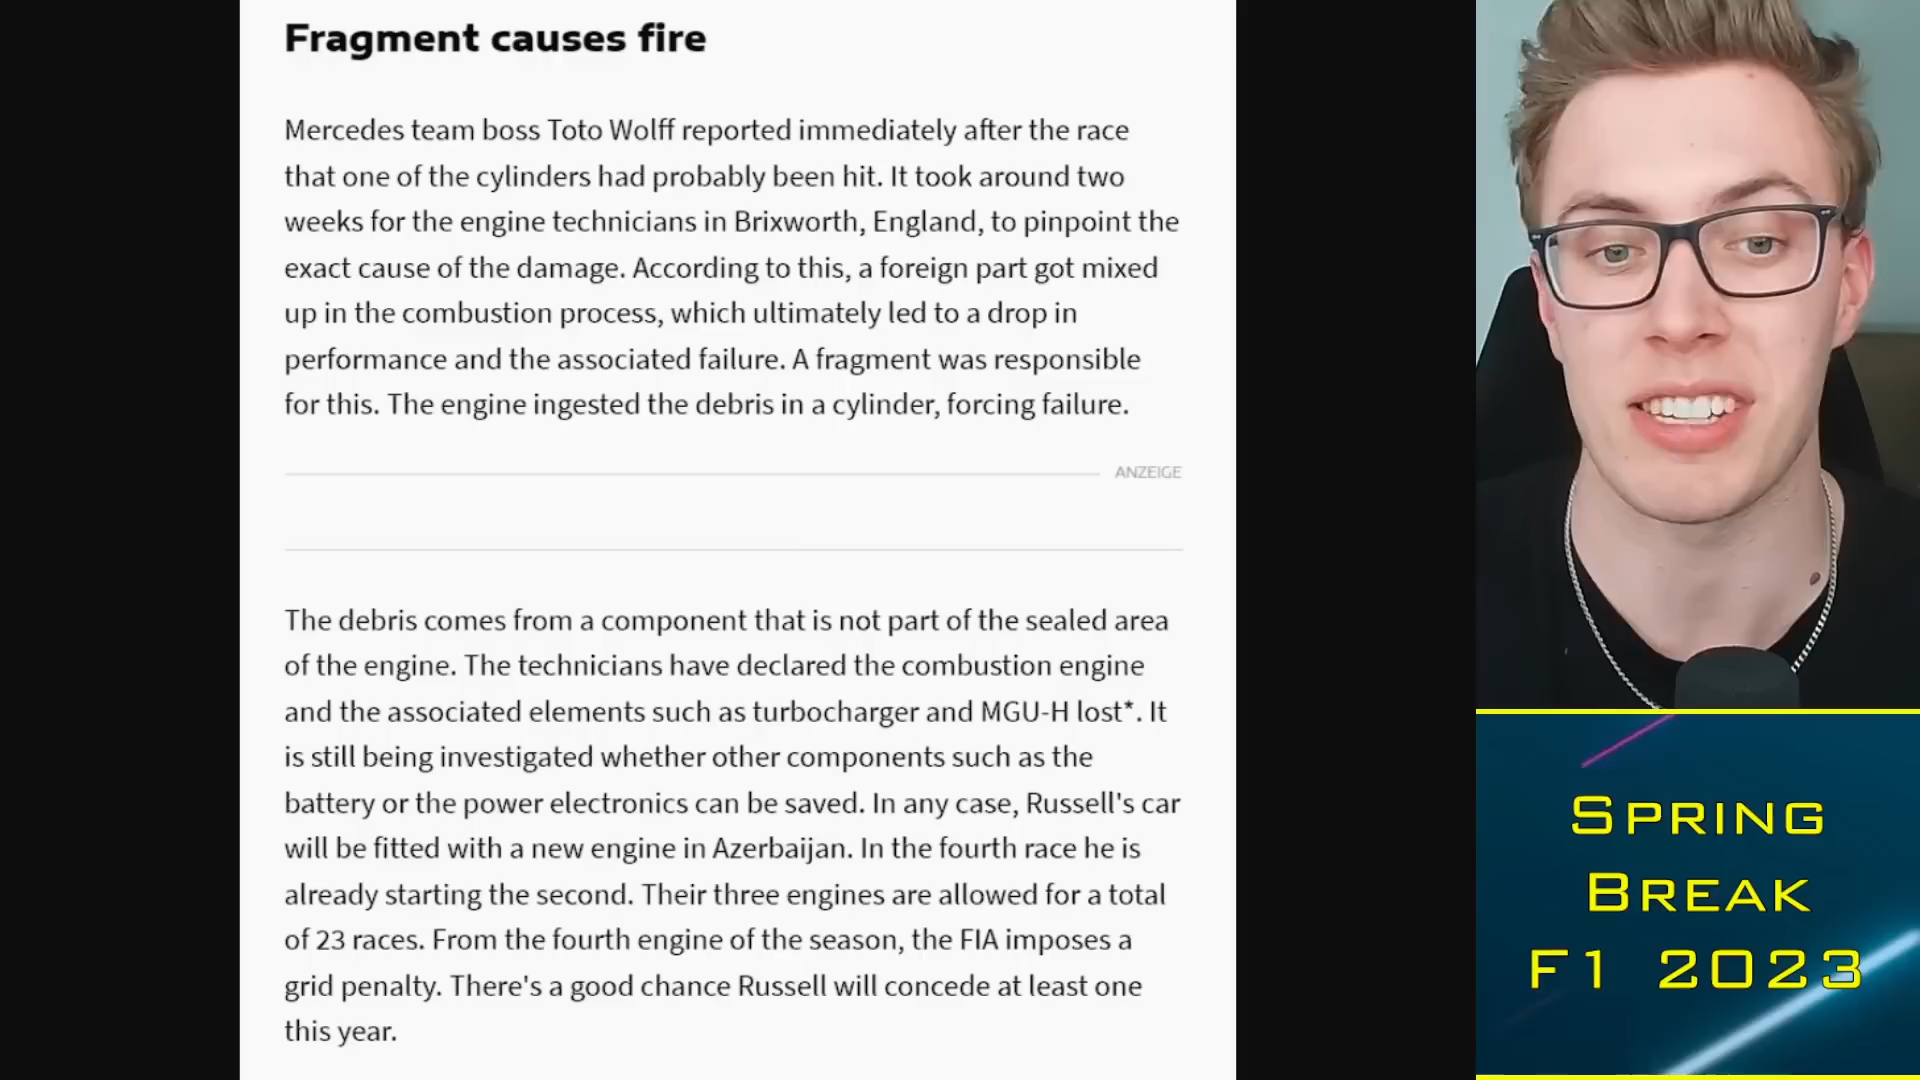 Fragment causes fire
Mercedes team boss Toto Wolff reported immediately after the race
that one of the cylinders had probably been hit. It took around two
weeks for the engine technicians in Brixworth, England, to pinpoint the
exact cause of the damage. According to this, a foreign part got mixed
up in the combustion process, which ultimately led to a drop in
performance and the associated failure. A fragment was responsible
for this. The engine ingested the debris in a cylinder, forcing failure.
ANZEIGE
The debris comes from a component that is not part of the sealed area
of the engine. The technicians have declared the combustion engine
and the associated elements such as turbocharger and MGU-H lost*. It
is still being investigated whether other components such as the
battery or the power electronics can be saved. In any case, Russell's car
will be fitted with a new engine in Azerbaijan. In the fourth race he is
already starting the second. Their three engines are allowed for a total
of 23 races. From the fourth engine of the season, the FIA imposes a
grid penalty. There's a good chance Russell will concede at least one
this year.
SPRING
BREAK
F1 2023